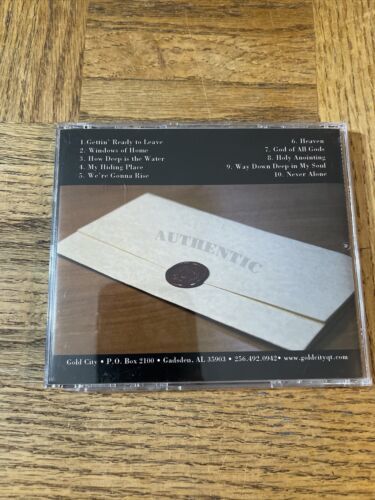 1.Gettin' Ready to Leave
2. Windows of Home
3. How Deep is the Water
4. My Hiding Place
5. We're Gonna Rise
6. Heaven
7. God of All Gods
8. Holy Anointing
9. Way Down Deep in My Soul
10. Never Alone
AUTHENTIC
Gold City • P.O. Box 2100 • Gadsden, AL 35903 • 256.492.0942• www.goldcityqt.com